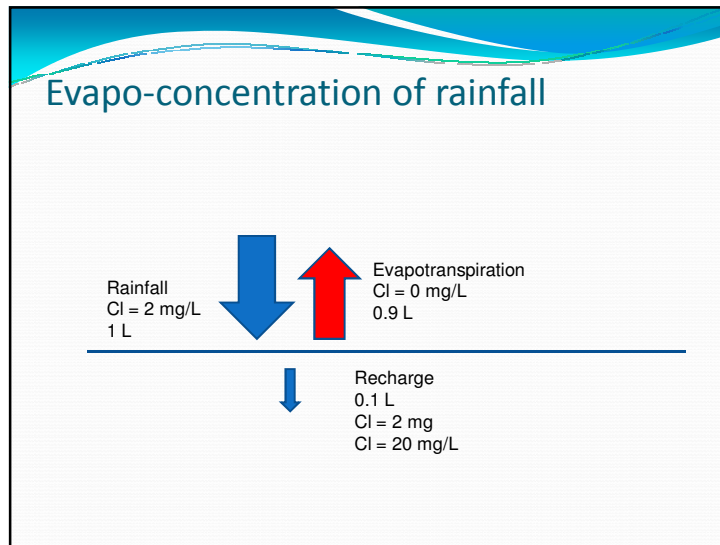 Evapo-concentration of rainfall
Rainfall
Cl = 2 mg/L
1 L
Evapotranspiration
Cl = 0 mg/L
0.9 L
Recharge
0.1 L
Cl = 2 mg
Cl = 20 mg/L